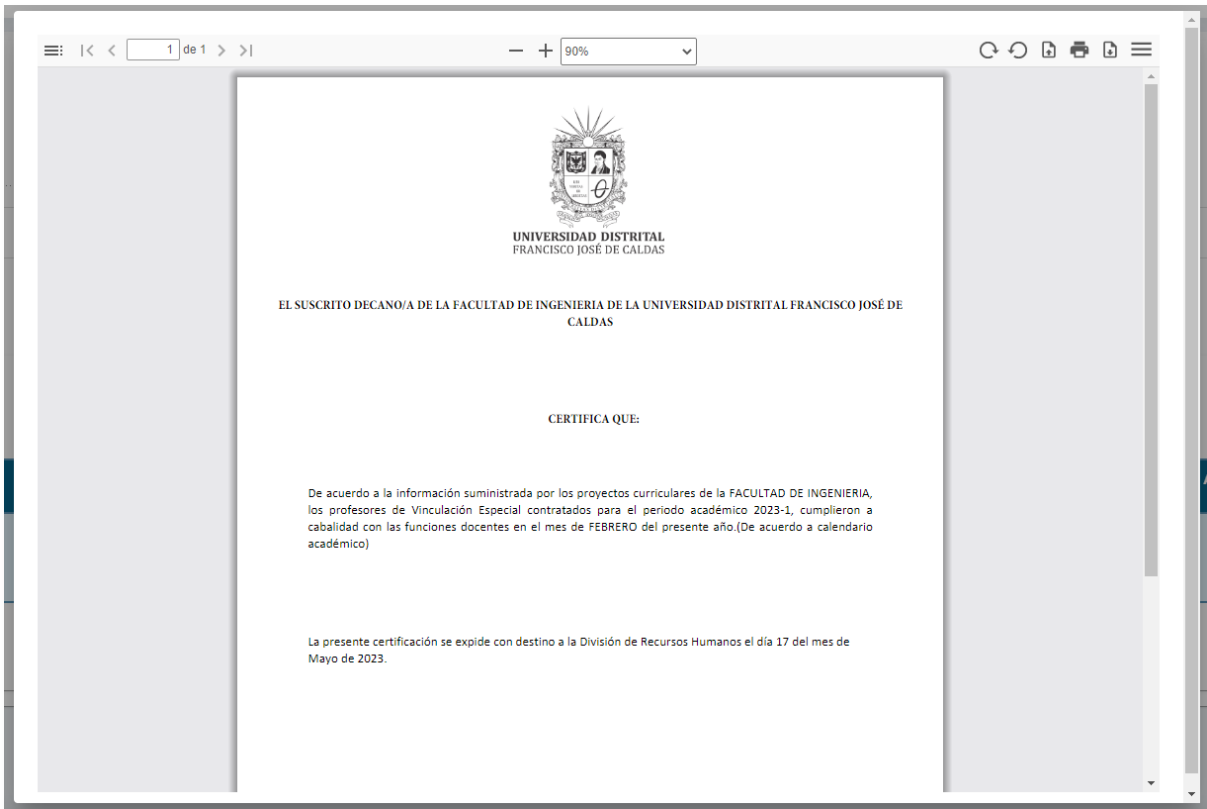 1 de 1
90%
UNIVERSIDAD DISTRITAL
FRANCISCO JOSÉ DE CALDAS
EL SUSCRITO DECANO/A DE LA FACULTAD DE INGENIERIA DE LA UNIVERSIDAD DISTRITAL FRANCISCO JOSÉ DE
CALDAS
CERTIFICA QUE:
De acuerdo a la información suministrada por los proyectos curriculares de la FACULTAD DE INGENIERIA,
los profesores de Vinculación Especial contratados para el periodo académico 2023-1, cumplieron a
cabalidad con las funciones docentes en el mes de FEBRERO del presente año.(De acuerdo a calendario
académico)
La presente certificación se expide con destino a la División de Recursos Humanos el día 17 del mes de
Mayo de 2023.